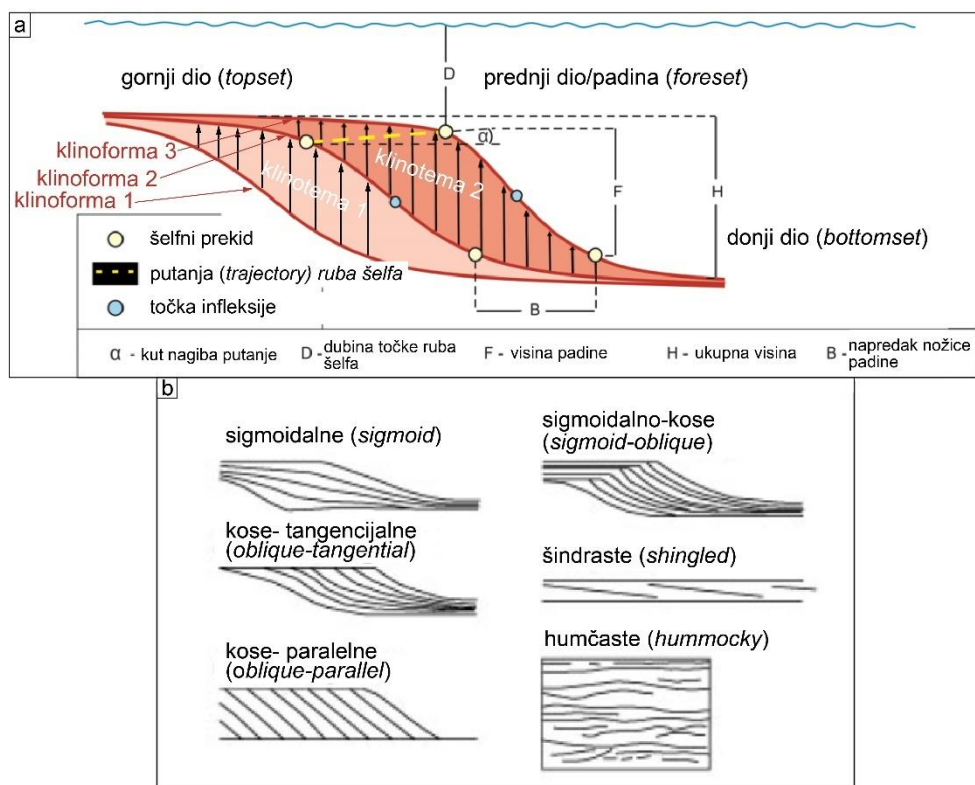 a
gornji dio (topset)
D
prednji dio/padina (foreset)
α
klinoforma 3
klinoforma 2
klinoforma 1
klinotema 1
klinotema 2
F
H
donji dio (bottomset)
B
šelfni prekid
putanja (trajectory) ruba šelfa
točka infleksije
α - kut nagiba putanje
D - dubina točke ruba
šelfa
F - visina padine
H - ukupna visina
B - napredak nožice
padine
b
sigmoidalne (sigmoid)
sigmoidalno-kose
(sigmoid-oblique)
kose- tangencijalne
(oblique-tangential)
šindraste (shingled)
kose- paralelne
(oblique-parallel)
humčaste (hummocky)